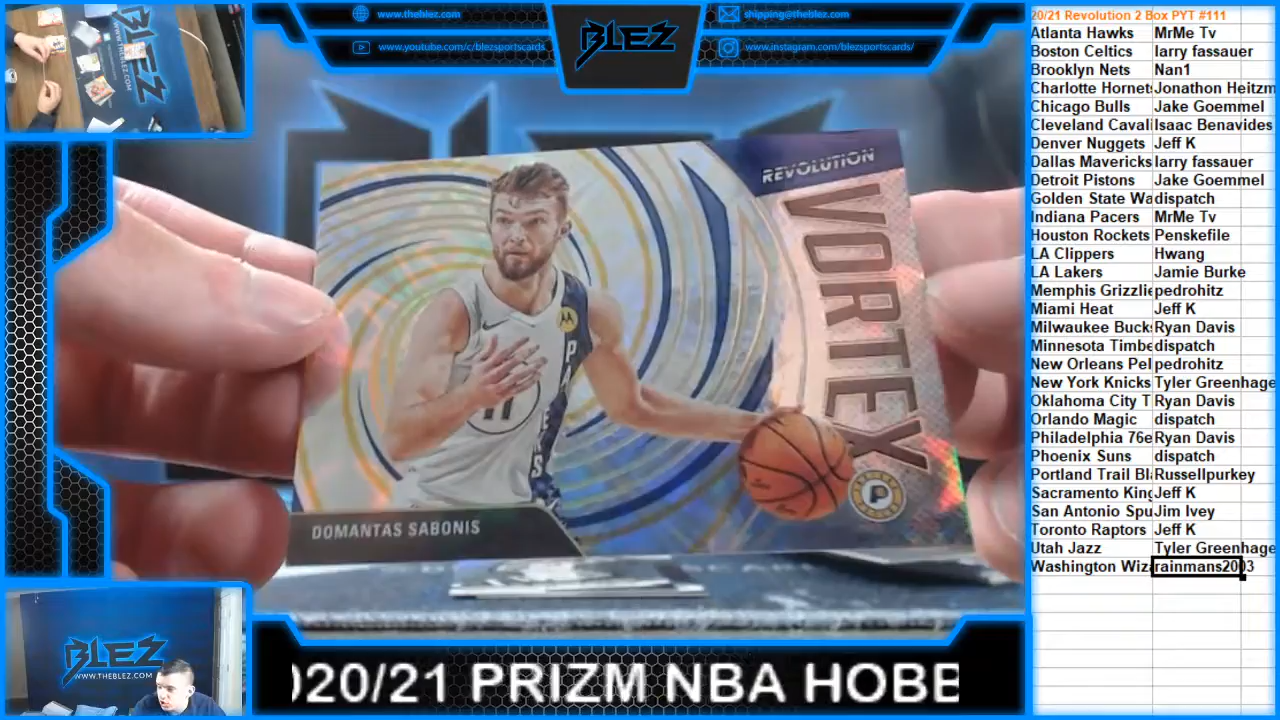 www.theblez.com
shipping@theblez.com
www.youtube.com/c/blezsportscards
www.instagram.com/blezsportscards/
BLEZ
BLEZ
WWW.THEBLEZ.COM
REVOLUTION
VORTEX
PACERS
11
DOMANTAS SABONIS
BLEZ
WWW.THEBLEZ.COM
020/21 PRIZM NBA HOBB
20/21 Revolution 2 Box PYT #111
Atlanta Hawks MrMe Tv
Boston Celtics larry fassauer
Brooklyn Nets Nan1
Charlotte Hornets Jonathon Heitzm
Chicago Bulls Jake Goemmel
Cleveland Cavali Isaac Benavides
Denver Nuggets Jeff K
Dallas Mavericks larry fassauer
Detroit Pistons Jake Goemmel
Golden State Wa dispatch
Indiana Pacers MrMe Tv
Houston Rockets Penskefile
LA Clippers Hwang
LA Lakers Jamie Burke
Memphis Grizzlie pedrohitz
Miami Heat Jeff K
Milwaukee Bucks Ryan Davis
Minnesota Timbe dispatch
New Orleans Pel pedrohitz
New York Knicks Tyler Greenhage
Oklahoma City T Ryan Davis
Orlando Magic dispatch
Philadelphia 76e Ryan Davis
Phoenix Suns dispatch
Portland Trail Bl Russellpurkey
Sacramento King Jeff K
San Antonio Spu Jim Ivey
Toronto Raptors Jeff K
Utah Jazz Tyler Greenhage
Washington Wiz rainmans2003